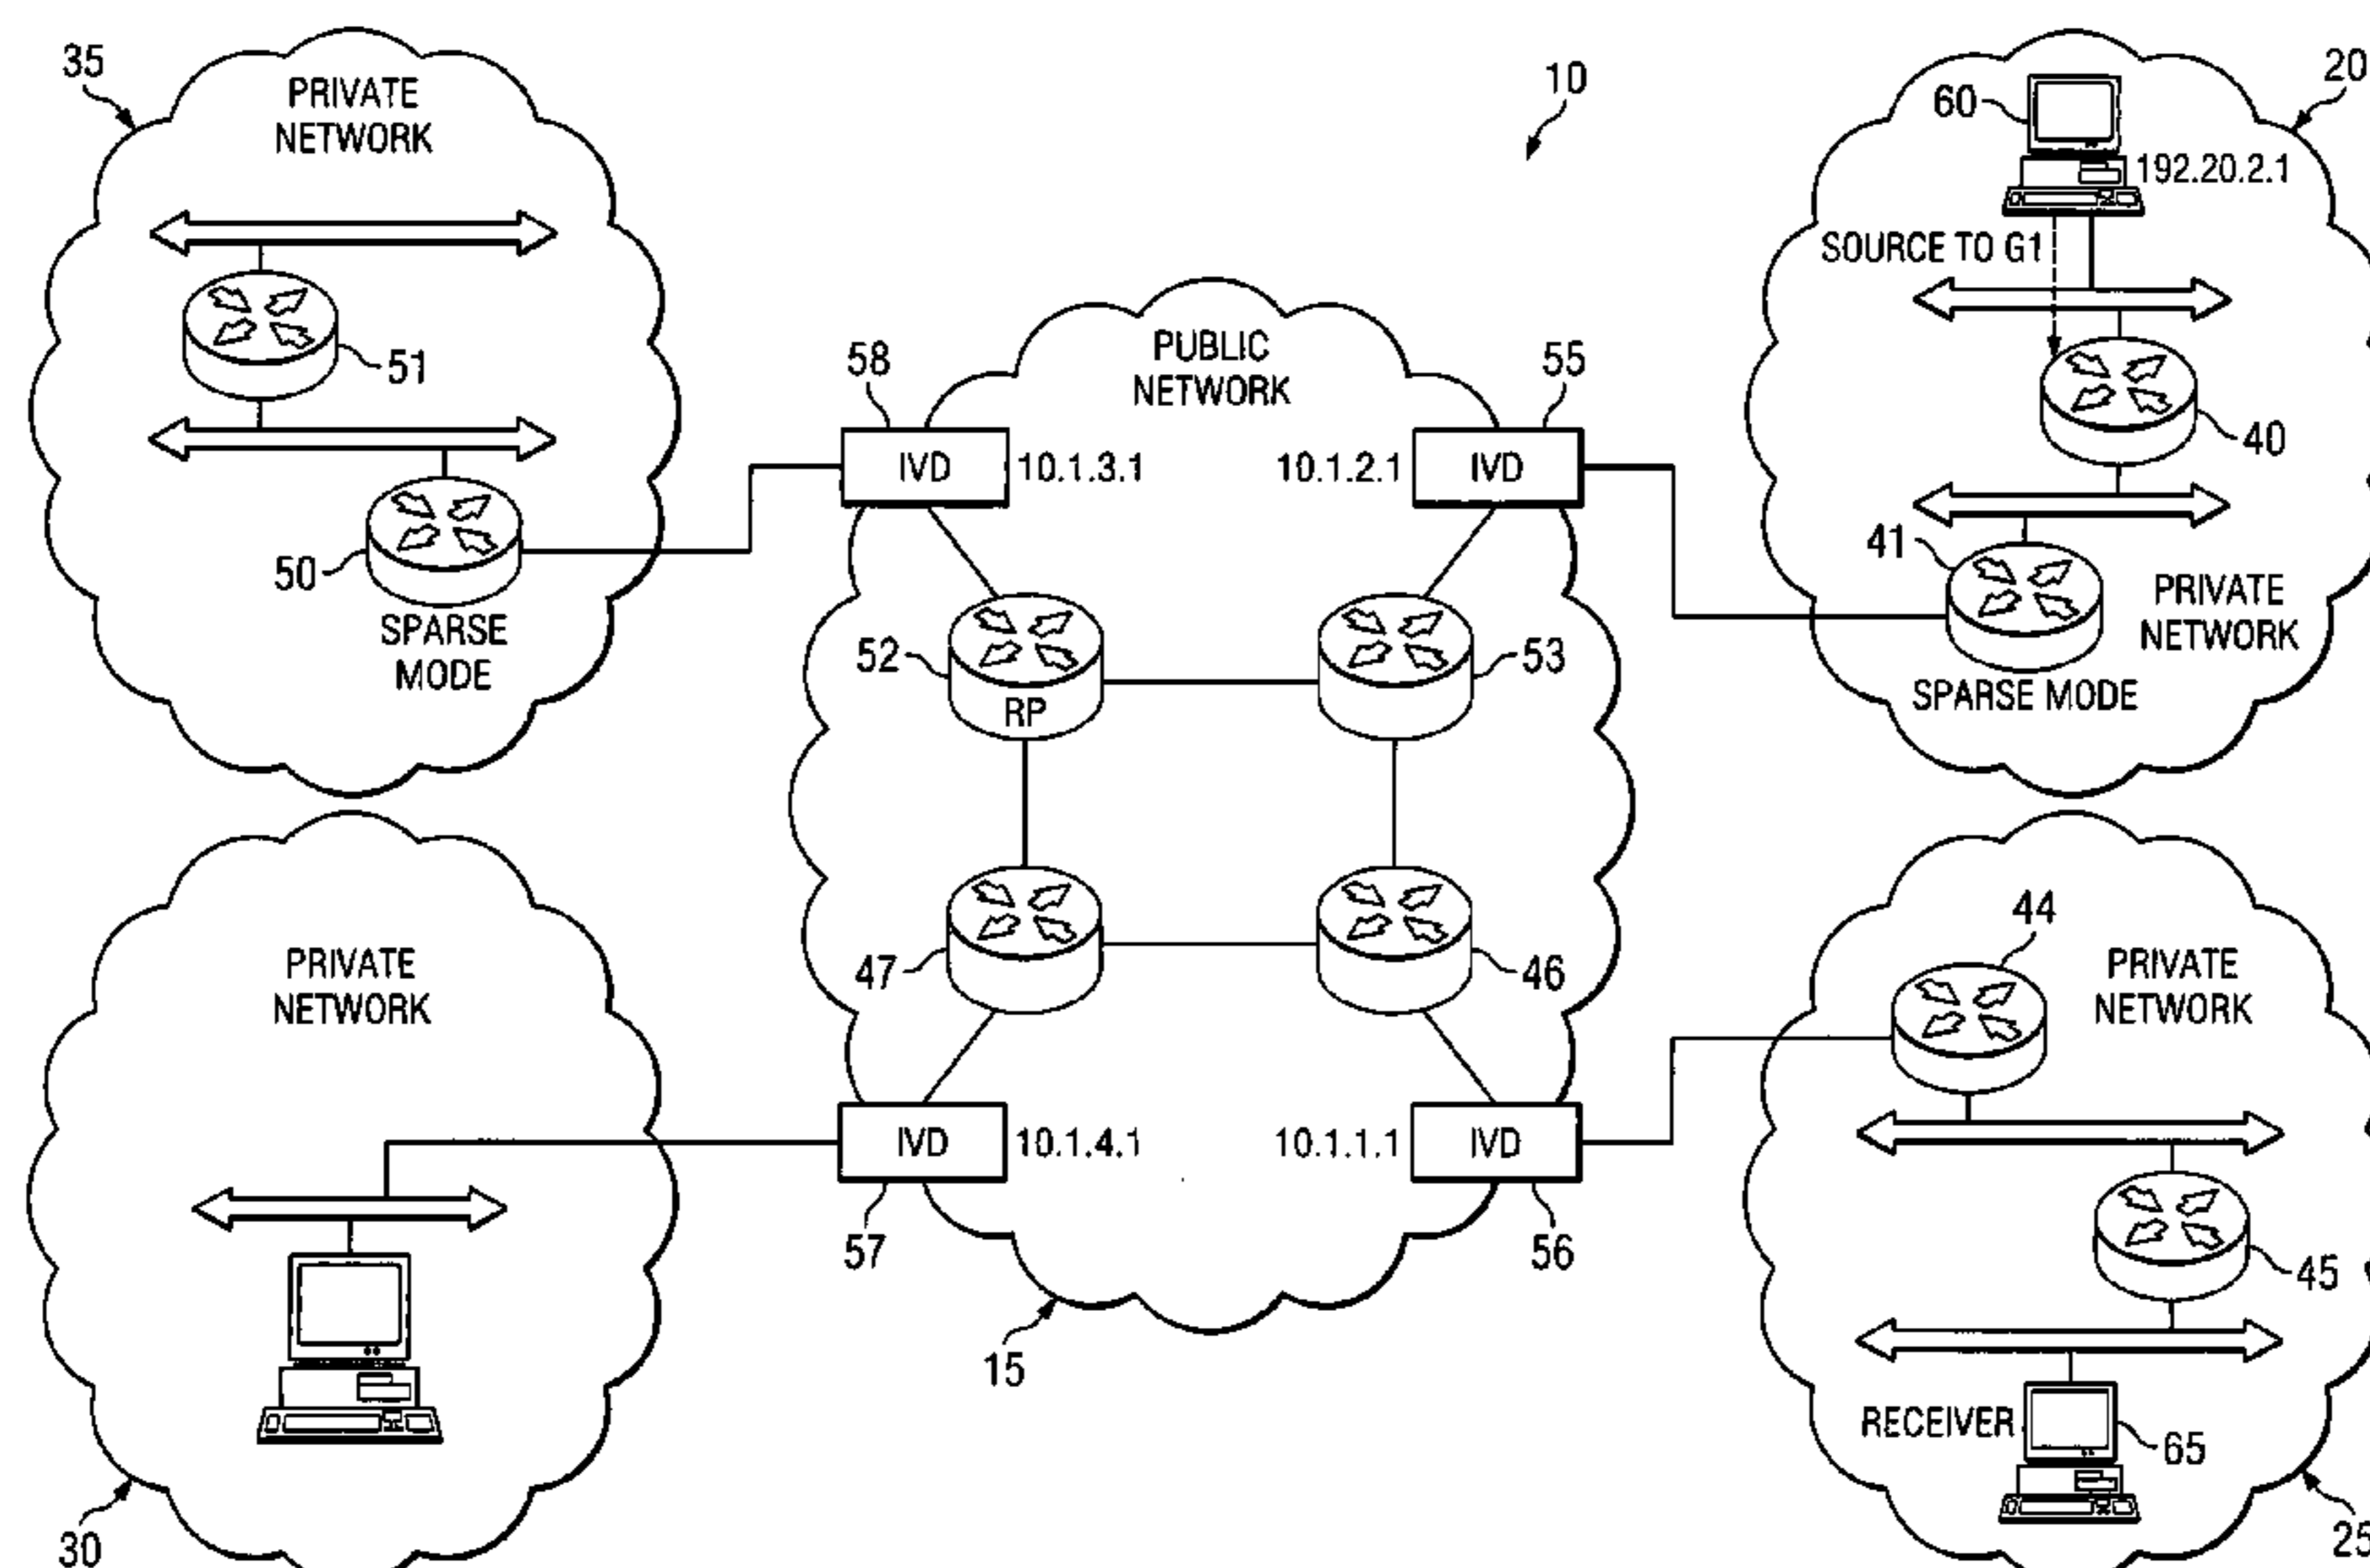 35
PRIVATE
NETWORK
51
50
SPARSE
MODE
10
20
60
192.20.2.1
SOURCE TO G1
40
41
PRIVATE
NETWORK
SPARSE MODE
PUBLIC
NETWORK
58
IVD
10.1.3.1
55
10.1.2.1
IVD
52
RP
53
47
46
IVD
10.1.4.1
57
10.1.1.1
IVD
56
15
PRIVATE
NETWORK
30
44
PRIVATE
NETWORK
45
RECEIVER
65
25